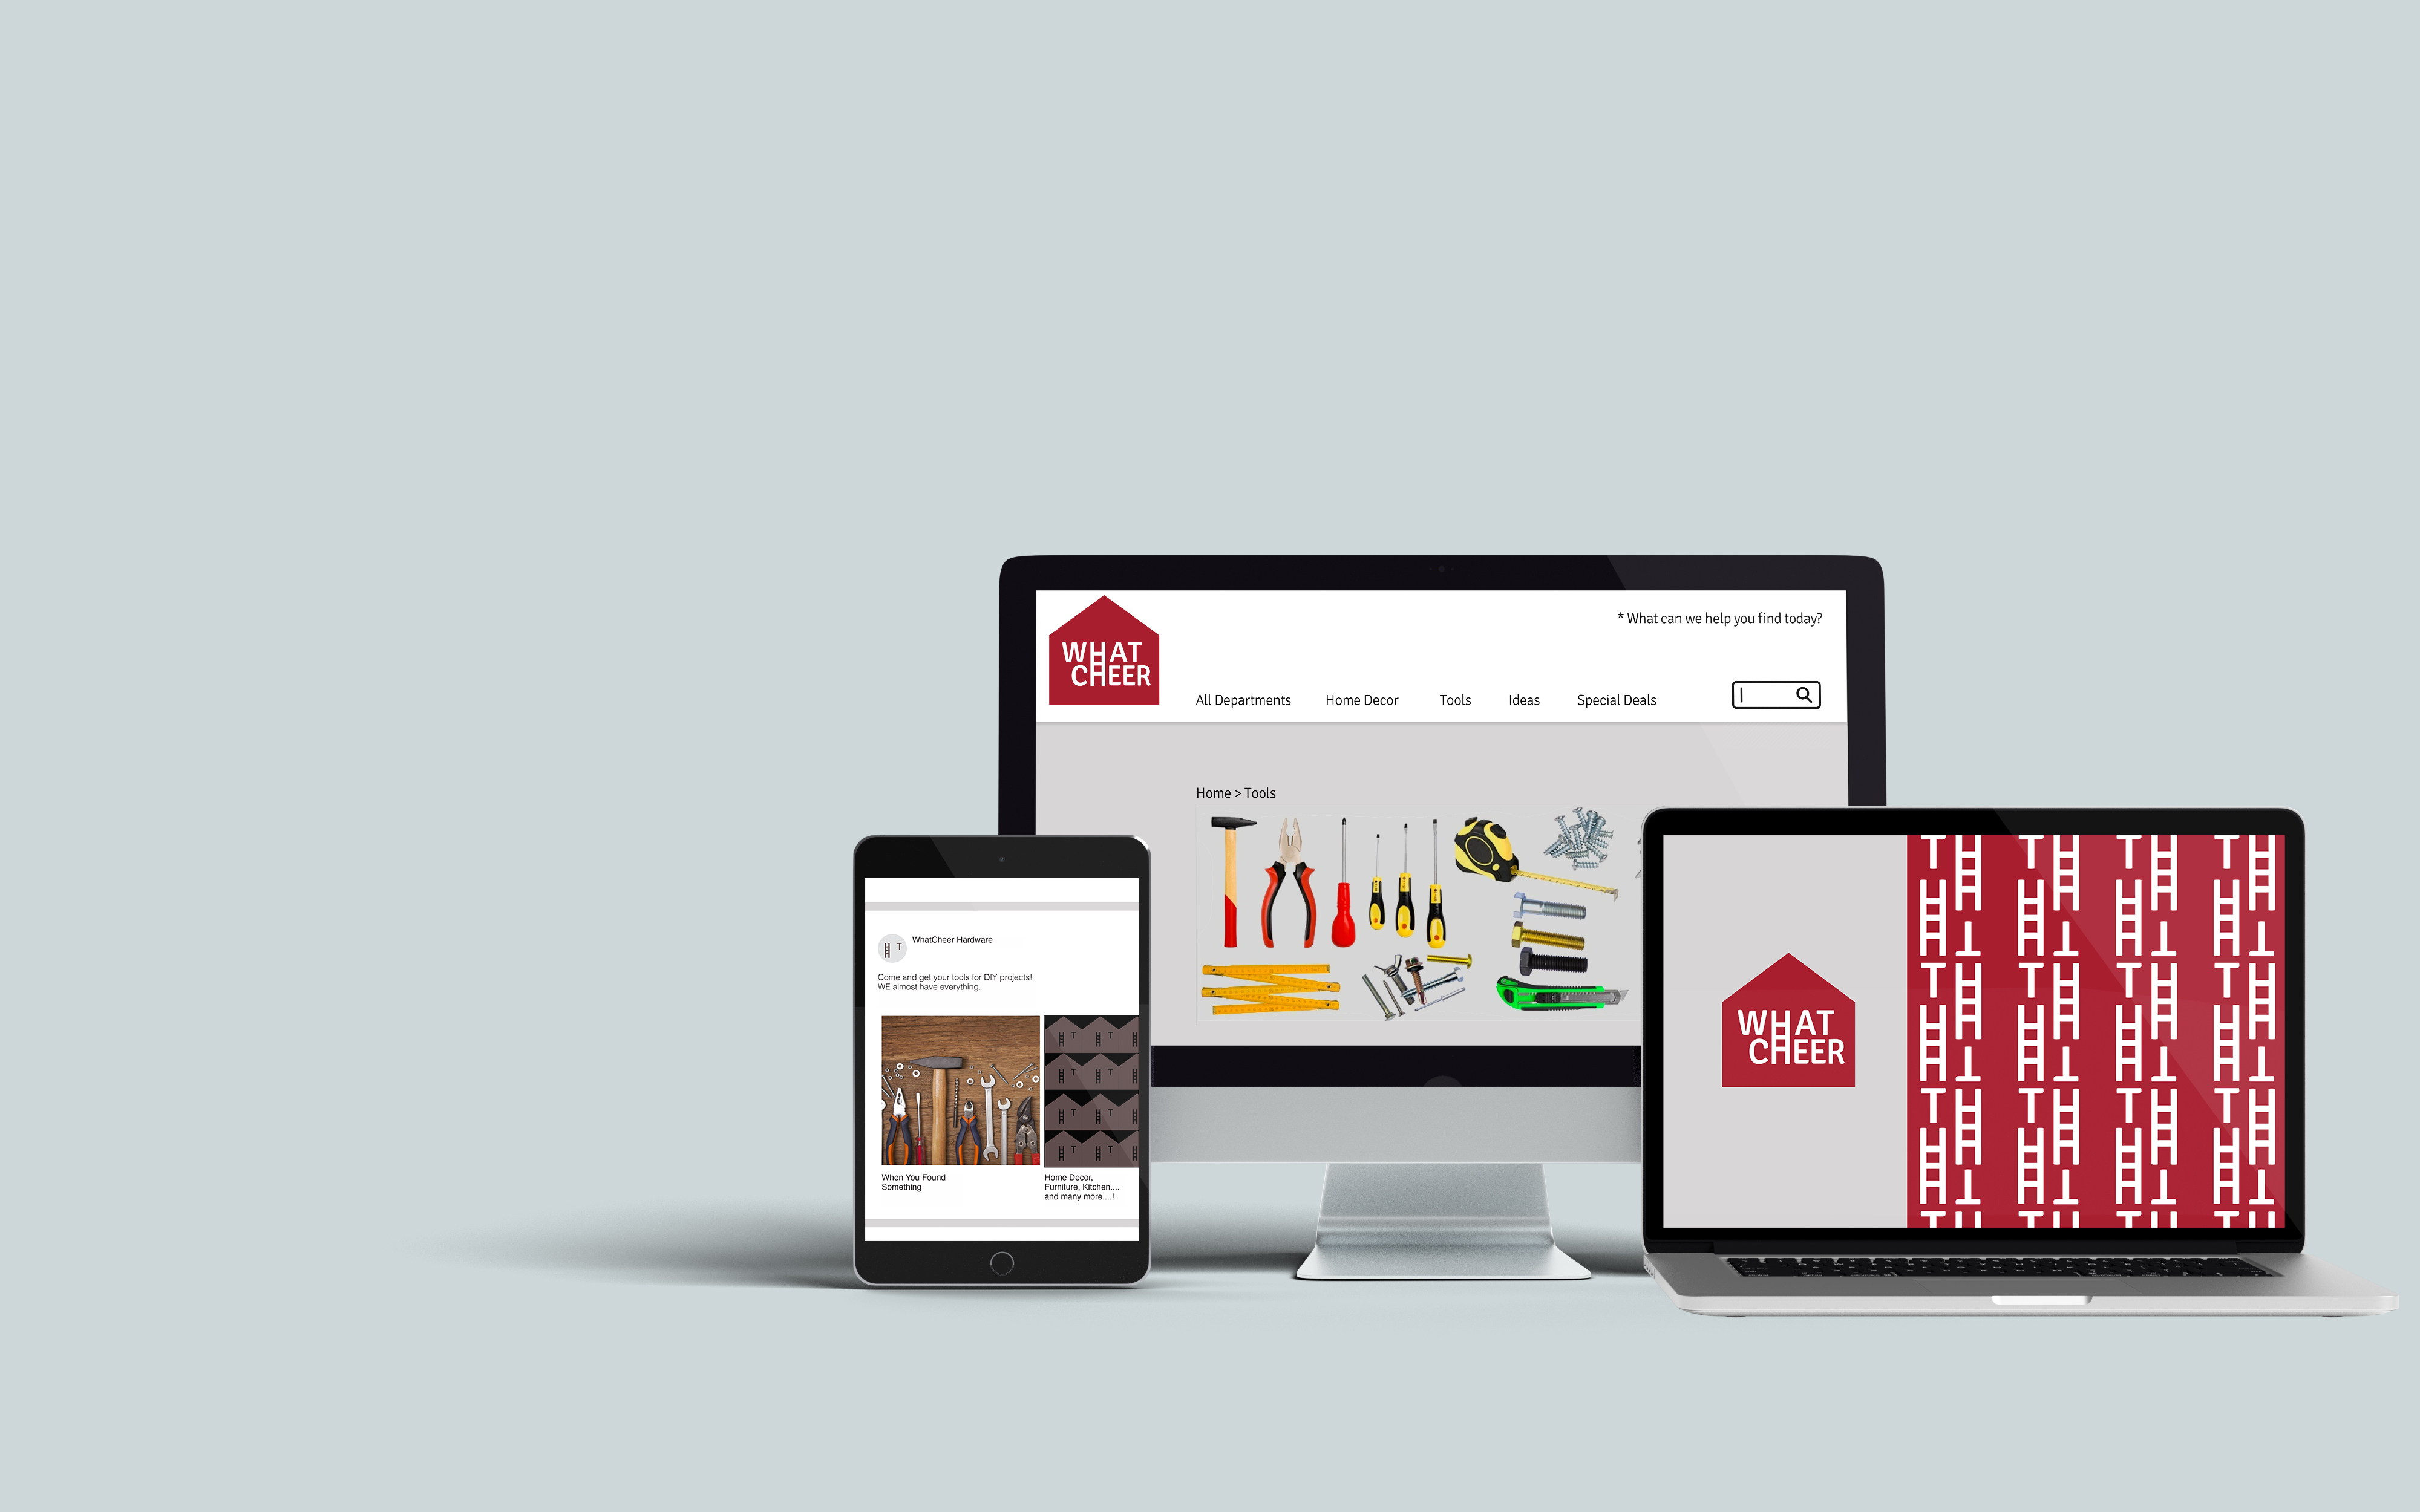 WHAT
CHEER
* What can we help you find today?
All Departments Home Decor Tools Ideas Special Deals
Home > Tools
H T
WhatCheer Hardware
Come and get your tools for DIY projects!
WE almost have everything.
When You Found
Something
Home Decor,
Furniture, Kitchen....
and many more....!
WHAT
CHEER